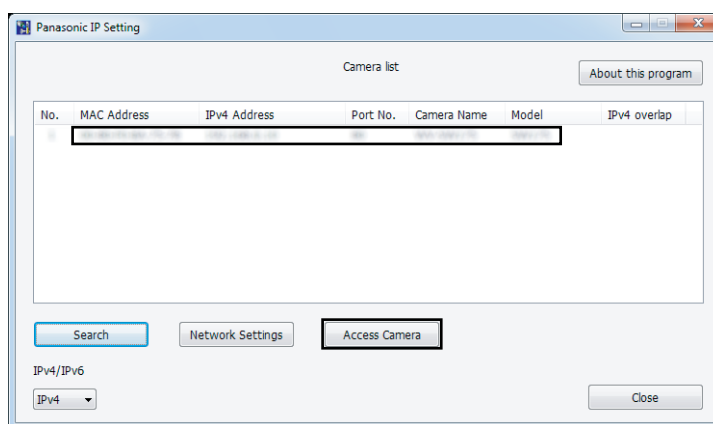 Panasonic IP Setting
Camera list
About this program
No. MAC Address IPv4 Address Port No. Camera Name Model IPv4 overlap
Search Network Settings Access Camera
IPv4/IPv6
IPv4 Close